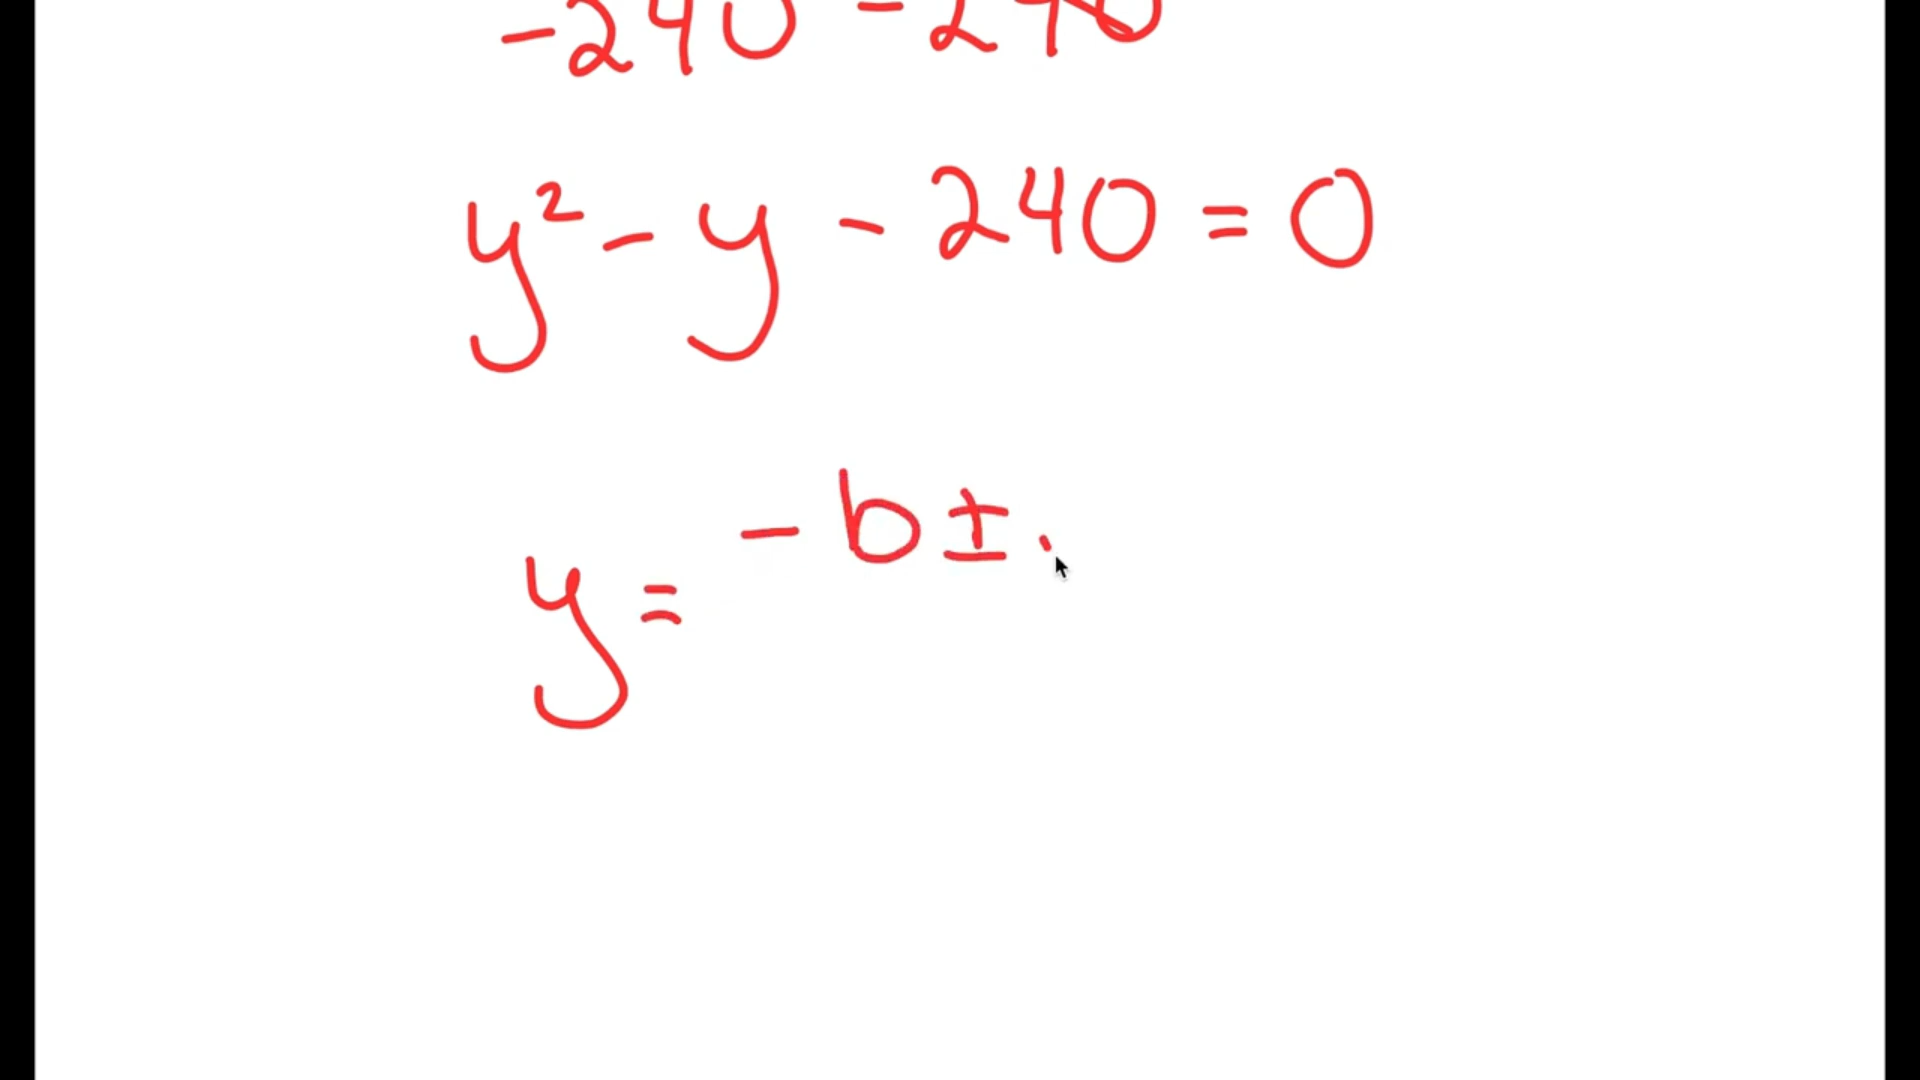 -240 -240
y² - y - 240 = 0
y = -b ±